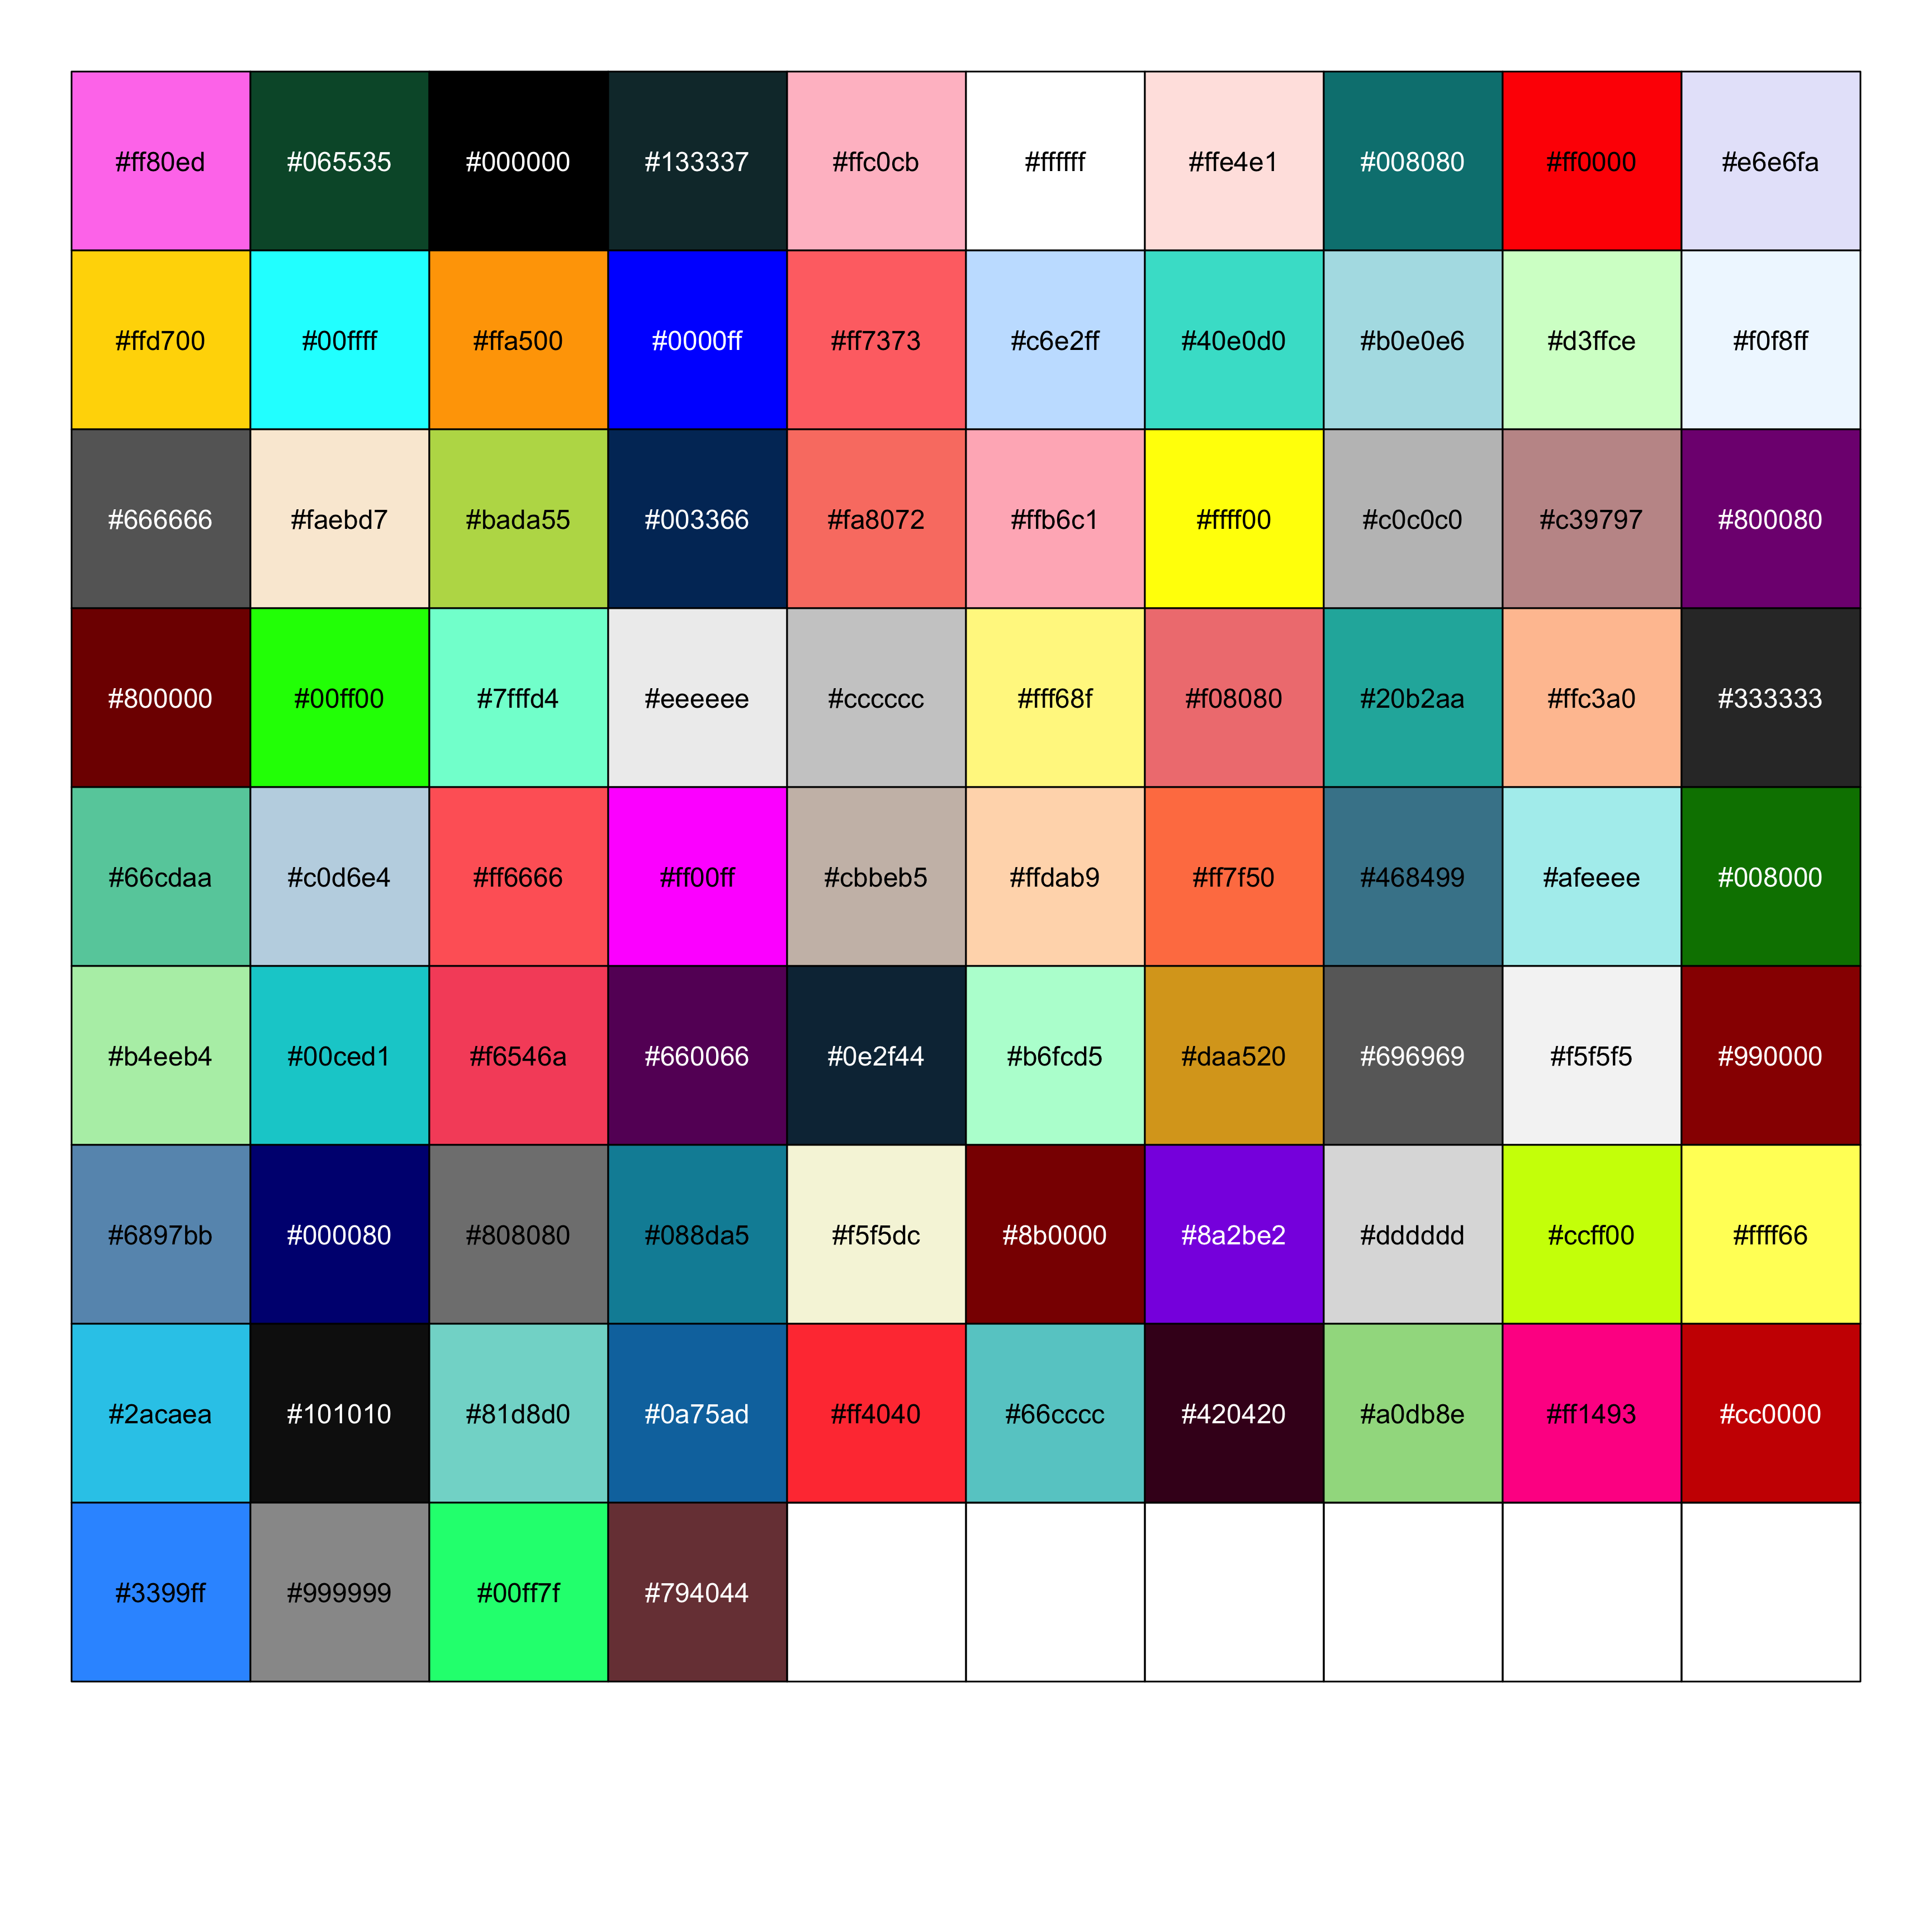 #ff80ed #065535 #000000 #133337 #ffc0cb #ffffff #ffe4e1 #008080 #ff0000 #e6e6fa
#ffd700 #00ffff #ffa500 #0000ff #ff7373 #c6e2ff #40e0d0 #b0e0e6 #d3ffce #f0f8ff
#666666 #faebd7 #bada55 #003366 #fa8072 #ffb6c1 #ffff00 #c0c0c0 #c39797 #800080
#800000 #00ff00 #7fffd4 #eeeeee #cccccc #fff68f #f08080 #20b2aa #ffc3a0 #333333
#66cdaa #c0d6e4 #ff6666 #ff00ff #cbbeb5 #ffdab9 #ff7f50 #468499 #afeeee #008000
#b4eeb4 #00ced1 #f6546a #660066 #0e2f44 #b6fcd5 #daa520 #696969 #f5f5f5 #990000
#6897bb #000080 #808080 #088da5 #f5f5dc #8b0000 #8a2be2 #dddddd #ccff00 #ffff66
#2acaea #101010 #81d8d0 #0a75ad #ff4040 #66cccc #420420 #a0db8e #ff1493 #cc0000
#3399ff #999999 #00ff7f #794044